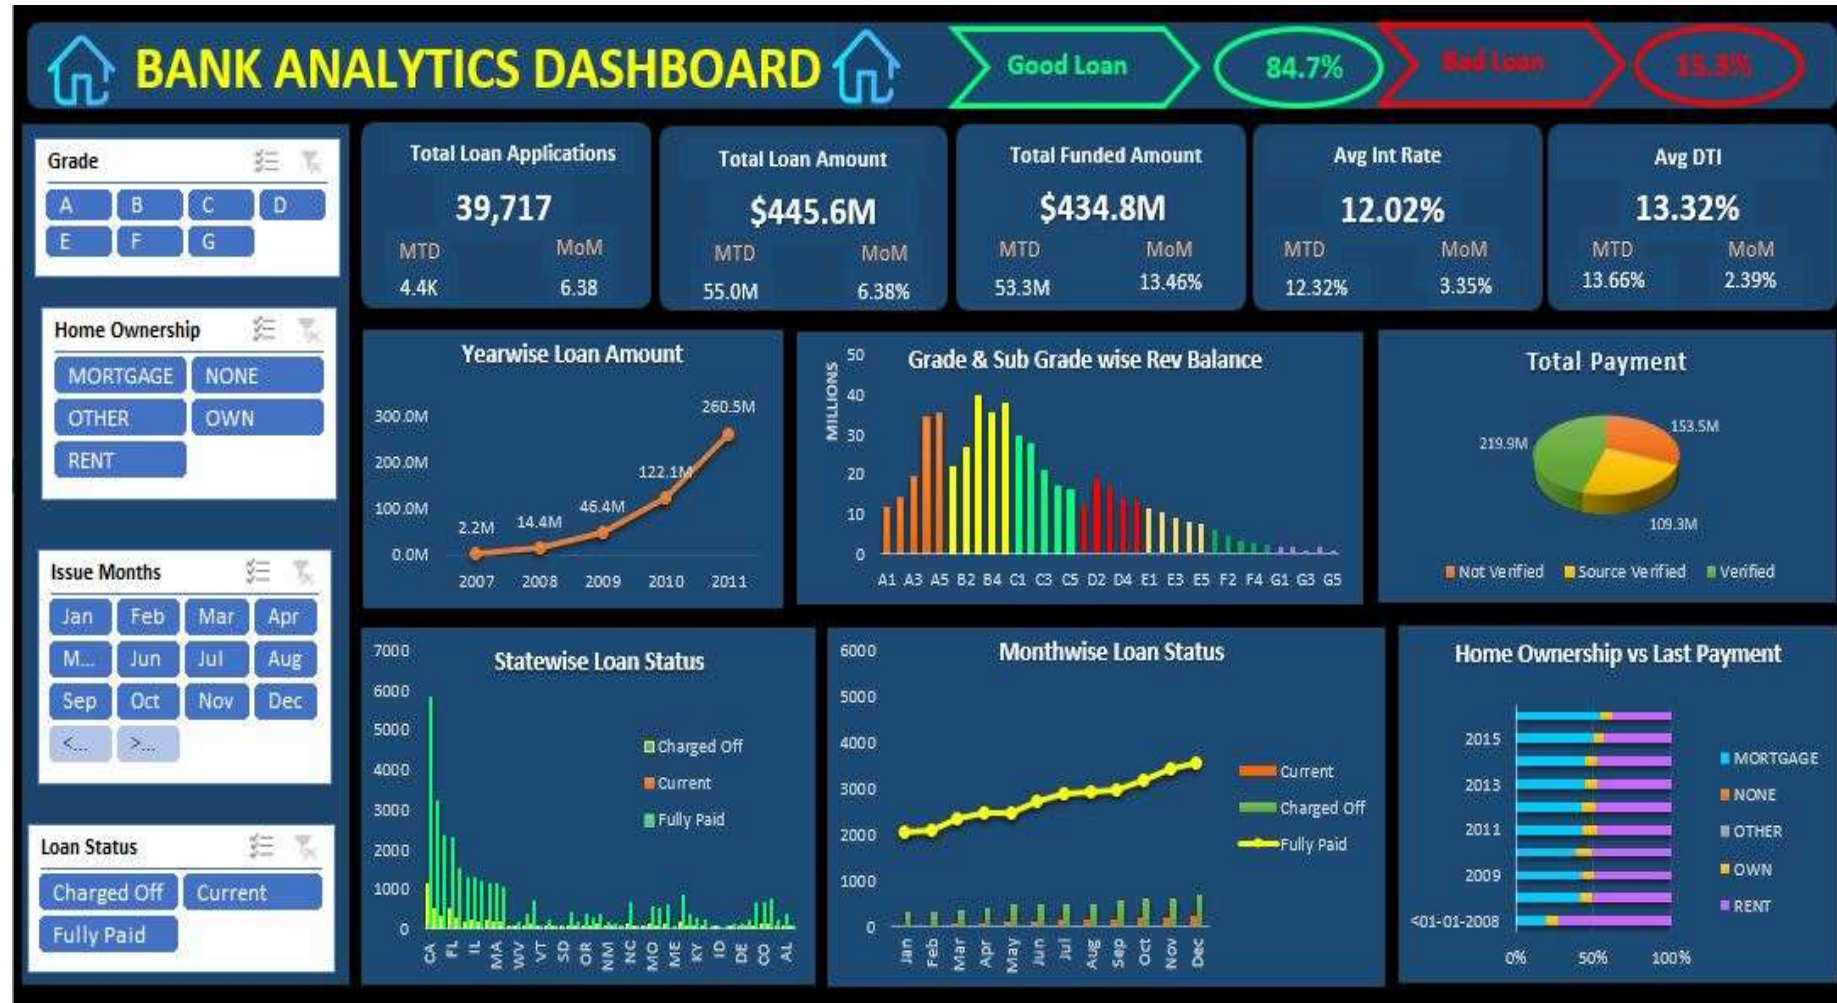 BANK ANALYTICS DASHBOARD
Good Loan
84.7%
Bad Loan
15.3%
Grade
A B C D
E F G
Home Ownership
MORTGAGE NONE
OTHER OWN
RENT
Issue Months
Jan Feb Mar Apr
M... Jun Jul Aug
Sep Oct Nov Dec
<... >...
Loan Status
Charged Off Current
Fully Paid
Total Loan Applications
39,717
MTD MoM
4.4K 6.38
Total Loan Amount
$445.6M
MTD MoM
55.0M 6.38%
Total Funded Amount
$434.8M
MTD MoM
53.3M 13.46%
Avg Int Rate
12.02%
MTD MoM
12.32% 3.35%
Avg DTI
13.32%
MTD MoM
13.66% 2.39%
Yearwise Loan Amount
300.0M
200.0M
100.0M
0.0M
2.2M 14.4M 46.4M 122.1M 260.5M
2007 2008 2009 2010 2011
Grade & Sub Grade wise Rev Balance
MILLIONS
50
40
30
20
10
0
A1 A3 A5 B2 B4 C1 C3 C5 D2 D4 E1 E3 E5 F2 F4 G1 G3 G5
Total Payment
219.9M
153.5M
109.3M
Not Verified Source Verified Verified
Statewise Loan Status
7000
6000
5000
4000
3000
2000
1000
0
Charged Off
Current
Fully Paid
CA FL IL MA WV VT SD OR NM NC MO ME KY ID DE CO AL
Monthwise Loan Status
6000
5000
4000
3000
2000
1000
0
Current
Charged Off
Fully Paid
Jan Feb Mar Apr May Jun Jul Aug Sep Oct Nov Dec
Home Ownership vs Last Payment
2015
2013
2011
2009
<01-01-2008
0% 50% 100%
MORTGAGE
NONE
OTHER
OWN
RENT